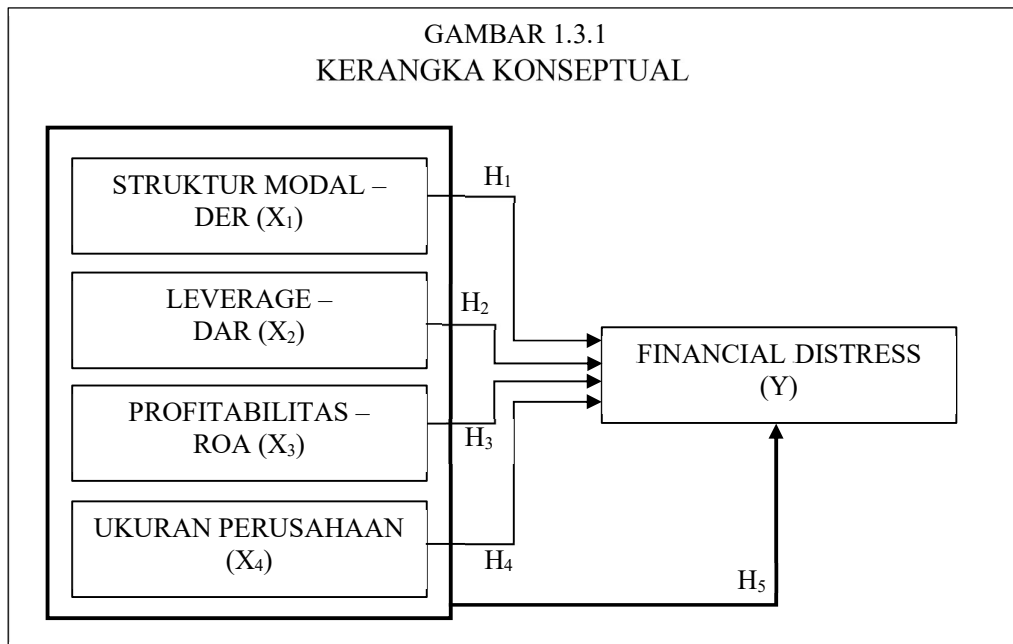 GAMBAR 1.3.1
KERANGKA KONSEPTUAL
STRUKTUR MODAL –
DER (X₁)
H₁
LEVERAGE –
DAR (X₂)
H₂
PROFITABILITAS –
ROA (X₃)
H₃
UKURAN PERUSAHAAN
(X₄)
H₄
FINANCIAL DISTRESS
(Y)
H₅